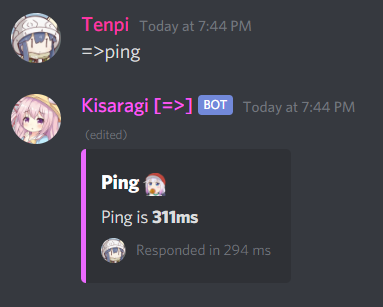 Tenpi Today at 7:44 PM
=>ping
Kisaragi [=>] BOT Today at 7:44 PM
(edited)
Ping
Ping is 311ms
Responded in 294 ms